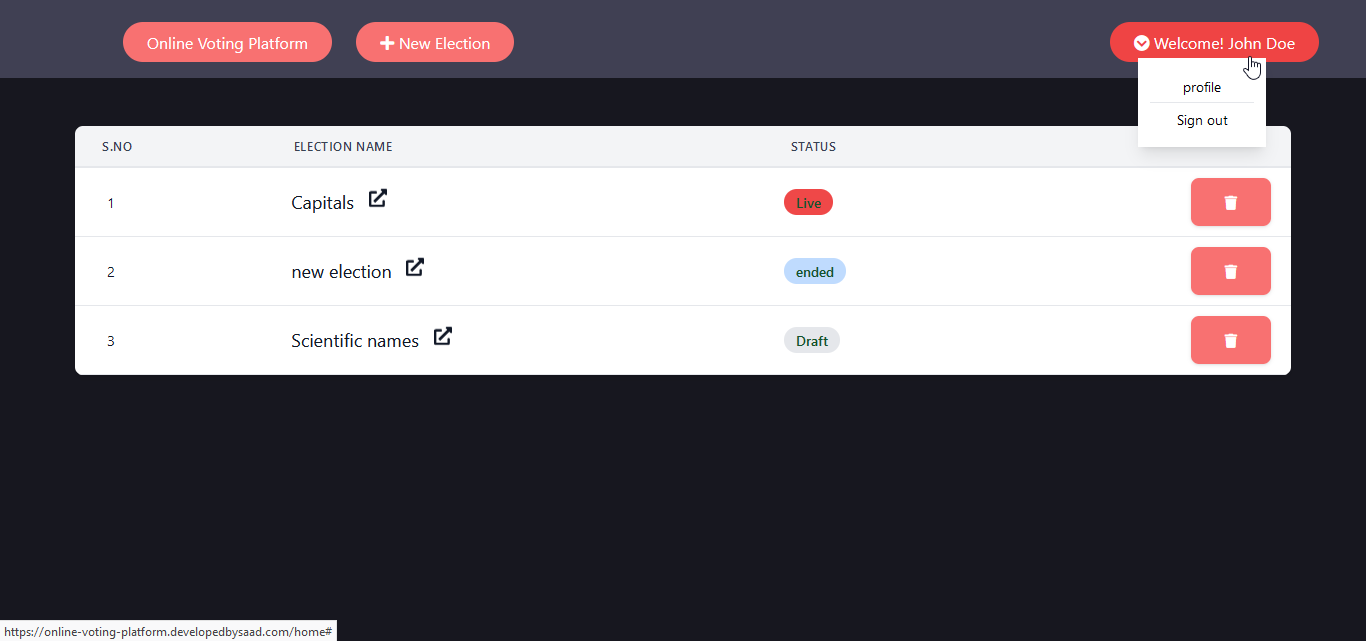 Online Voting Platform
New Election
Welcome! John Doe
profile
Sign out
S.NO ELECTION NAME STATUS
1 Capitals Live
2 new election ended
3 Scientific names Draft
https://online-voting-platform.developedbysaad.com/home#